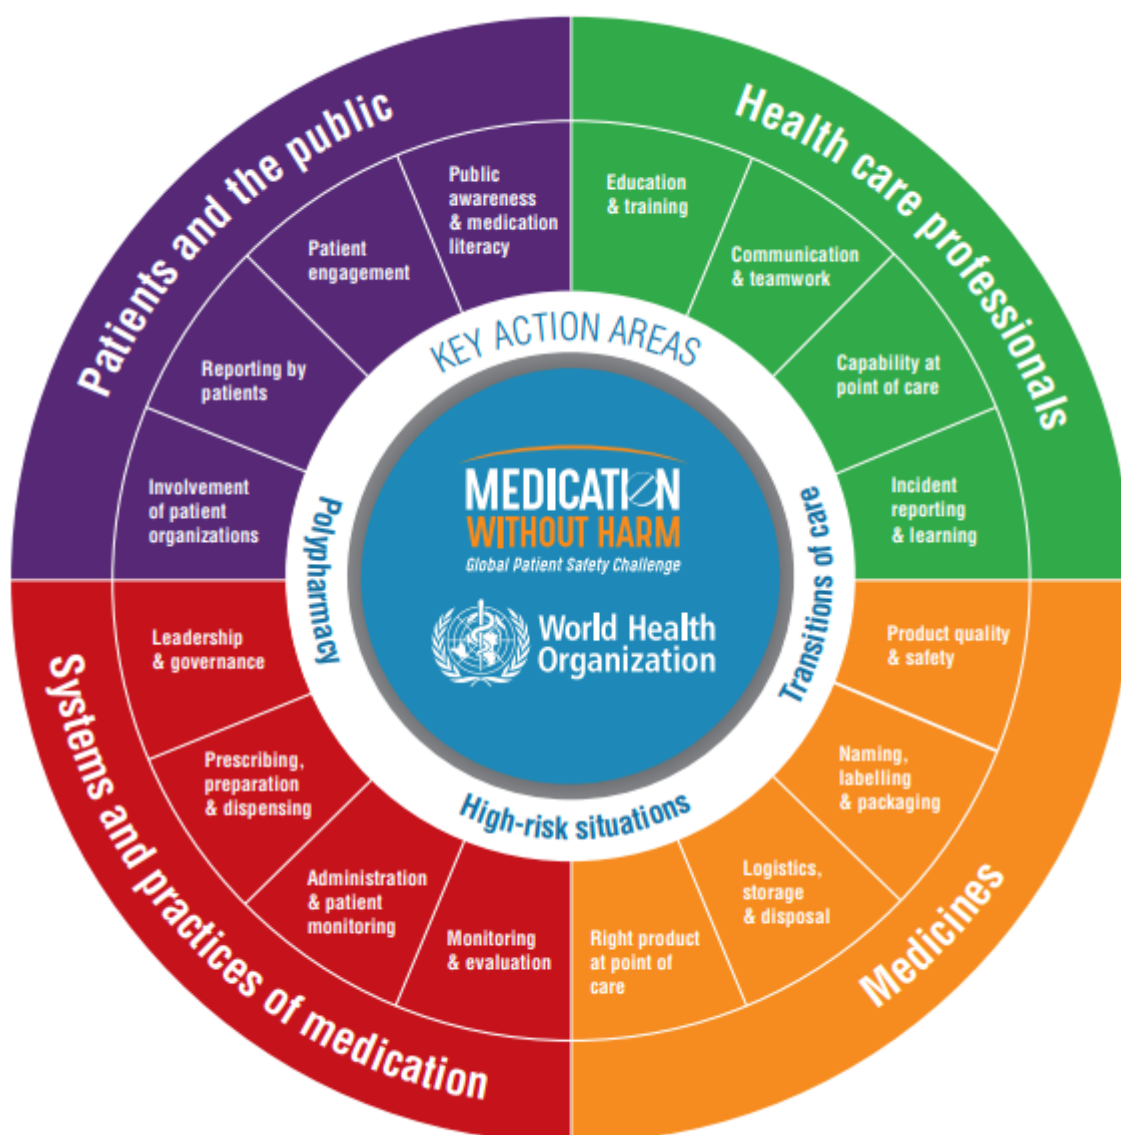 Patients and the public
Public
awareness
& medication
literacy
Patient
engagement
Reporting by
patients
Involvement
of patient
organizations
Health care professionals
Education
& training
Communication
& teamwork
Capability at
point of care
Incident
reporting
& learning
KEY ACTION AREAS
Polypharmacy
Transitions of care
High-risk situations
MEDICATION
WITHOUT HARM
Global Patient Safety Challenge
World Health
Organization
Systems and practices of medication
Leadership
& governance
Prescribing,
preparation
& dispensing
Administration
& patient
monitoring
Monitoring
& evaluation
Medicines
Product quality
& safety
Naming,
labelling
& packaging
Logistics,
storage
& disposal
Right product
at point of
care